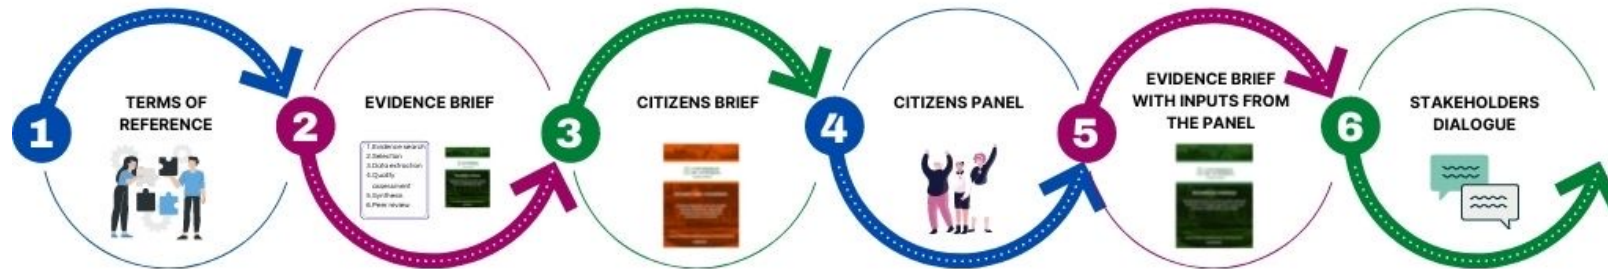 1
TERMS OF
REFERENCE
2
EVIDENCE BRIEF
1.Evidence search
2.Selection
3.Data extraction
4.Quality
assessment
5.Synthesis
6.Peer review
3
CITIZENS BRIEF
4
CITIZENS PANEL
5
EVIDENCE BRIEF
WITH INPUTS FROM
THE PANEL
6
STAKEHOLDERS
DIALOGUE